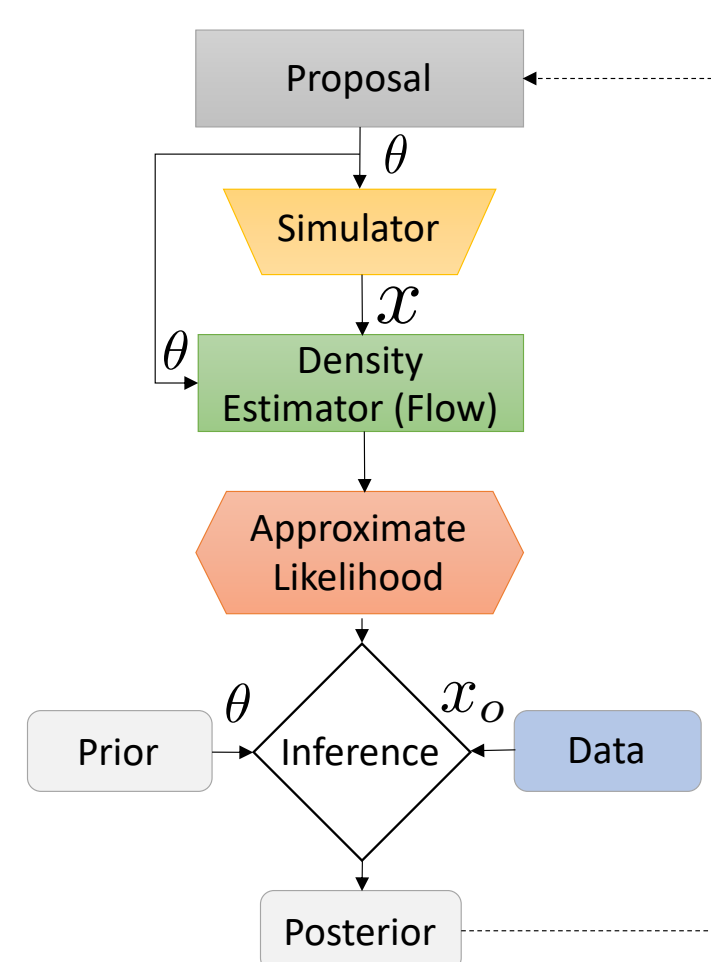 Proposal
θ
Simulator
x
θ
Density
Estimator (Flow)
Approximate
Likelihood
θ
x_o
Prior
Inference
Data
Posterior